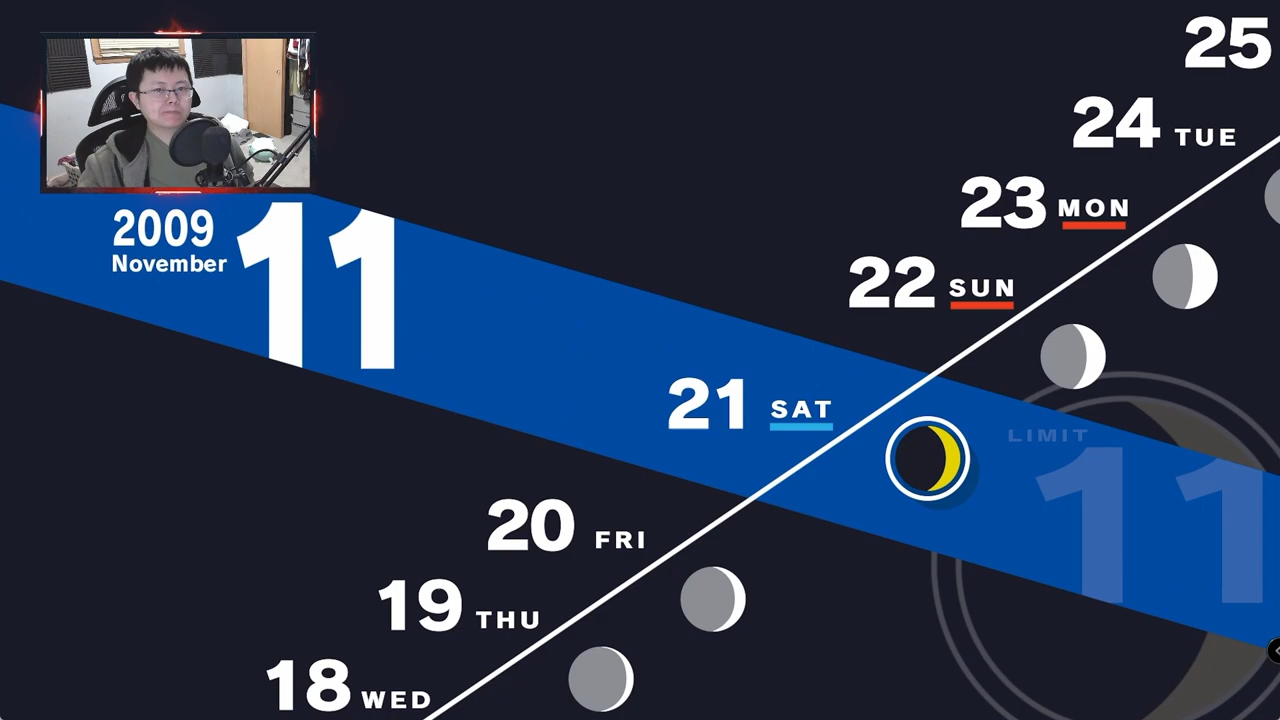 25
24 TUE
23 MON
2009
November
11
22 SUN
21 SAT
LIMIT
11
20 FRI
19 THU
18 WED